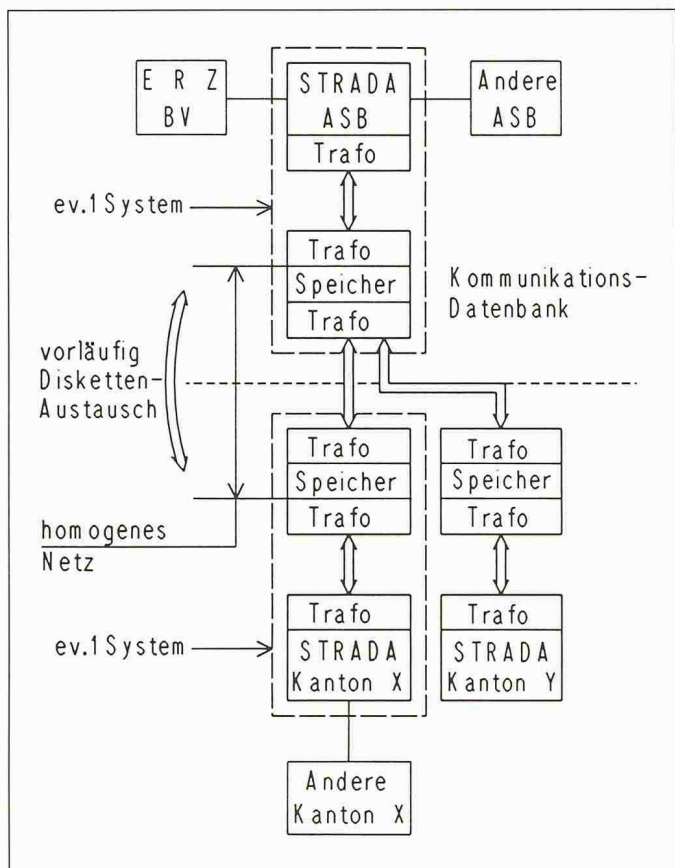 E R Z
BV
STRADA
ASB
Trafo
Andere
ASB
ev.1 System
Trafo
Speicher
Trafo
Kommunikations-
Datenbank
vorläufig
Disketten-
Austausch
Trafo
Speicher
Trafo
Trafo
Speicher
Trafo
homogenes
Netz
Trafo
STRADA
Kanton X
Trafo
STRADA
Kanton Y
ev.1 System
Andere
Kanton X